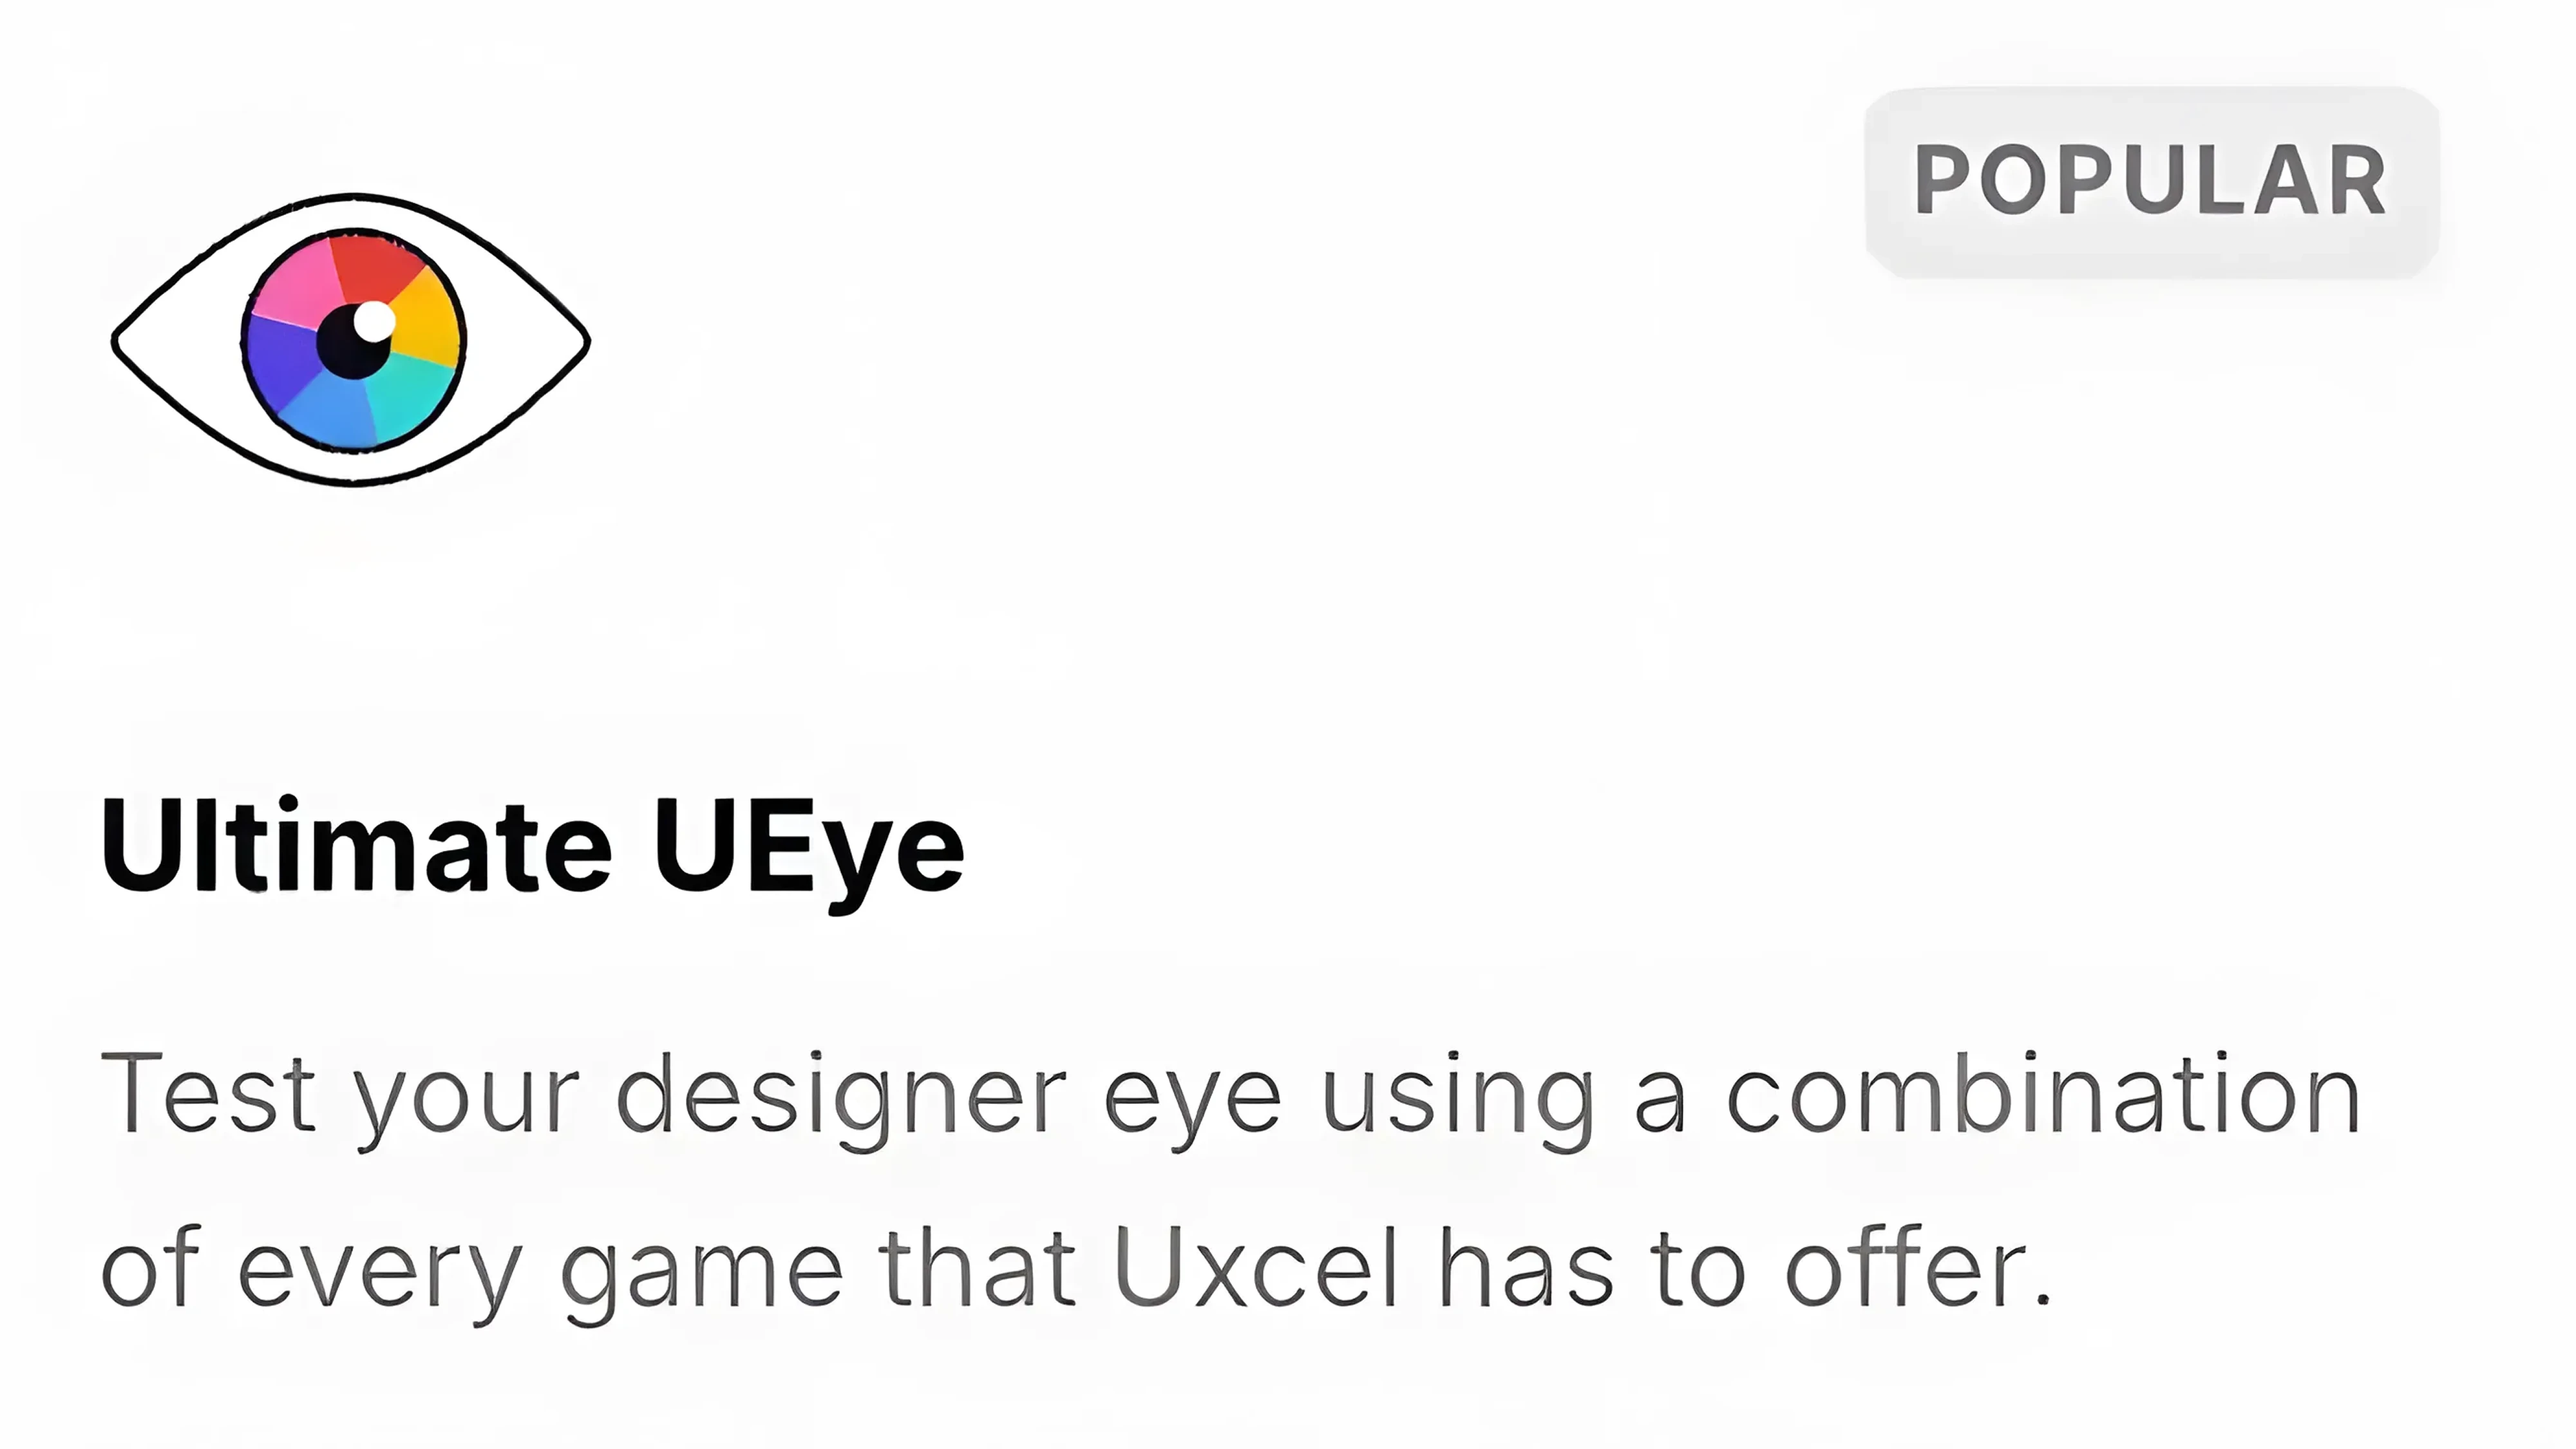 POPULAR
Ultimate UEye
Test your designer eye using a combination
of every game that Uxcel has to offer.